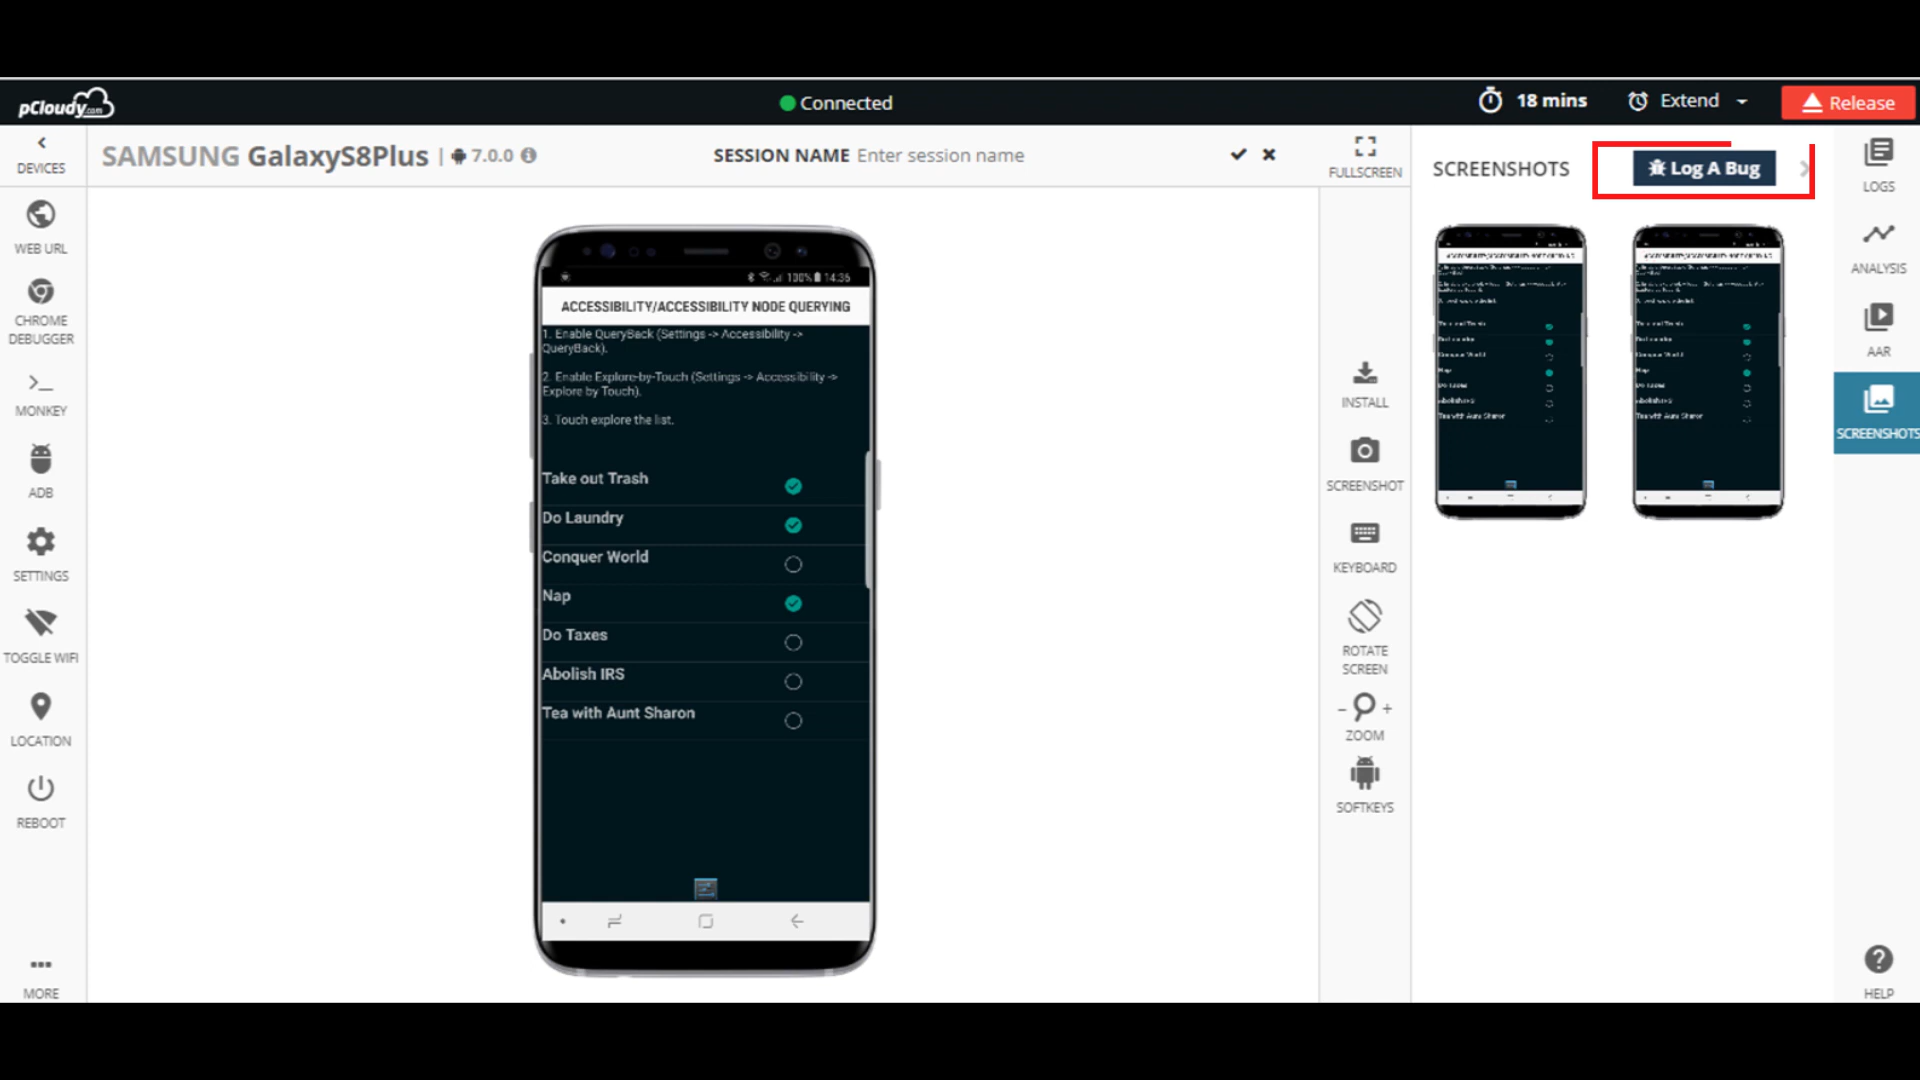 pCloudy.com
Connected
18 mins
Extend
Release
DEVICES
SAMSUNG GalaxyS8Plus | 7.0.0
SESSION NAME Enter session name
FULLSCREEN
SCREENSHOTS
Log A Bug
LOGS
WEB URL
CHROME
DEBUGGER
MONKEY
ADB
SETTINGS
TOGGLE WIFI
LOCATION
REBOOT
MORE
100% 14:35
ACCESSIBILITY/ACCESSIBILITY NODE QUERYING
1. Enable QueryBack (Settings -> Accessibility ->
QueryBack).
2. Enable Explore-by-Touch (Settings -> Accessibility ->
Explore by Touch).
3. Touch explore the list.
Take out Trash
Do Laundry
Conquer World
Nap
Do Taxes
Abolish IRS
Tea with Aunt Sharon
INSTALL
SCREENSHOT
KEYBOARD
ROTATE
SCREEN
- ZOOM +
SOFTKEYS
ANALYSIS
AAR
SCREENSHOTS
HELP